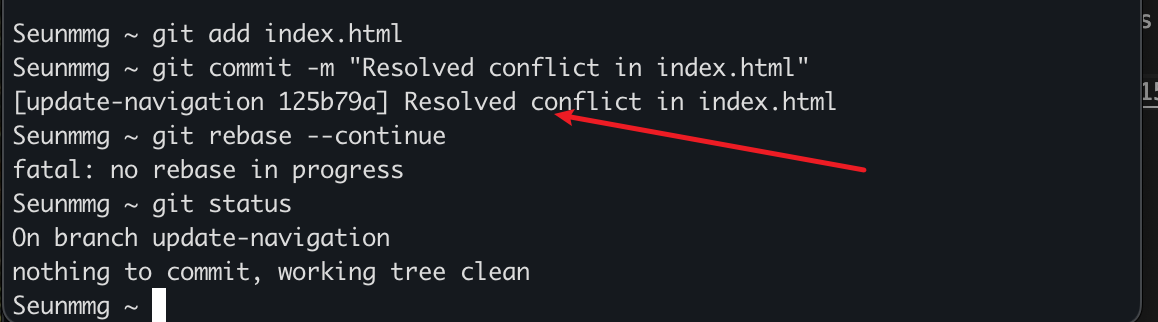 Seunmmg ~ git add index.html
Seunmmg ~ git commit -m "Resolved conflict in index.html"
[update-navigation 125b79a] Resolved conflict in index.html
Seunmmg ~ git rebase --continue
fatal: no rebase in progress
Seunmmg ~ git status
On branch update-navigation
nothing to commit, working tree clean
Seunmmg ~